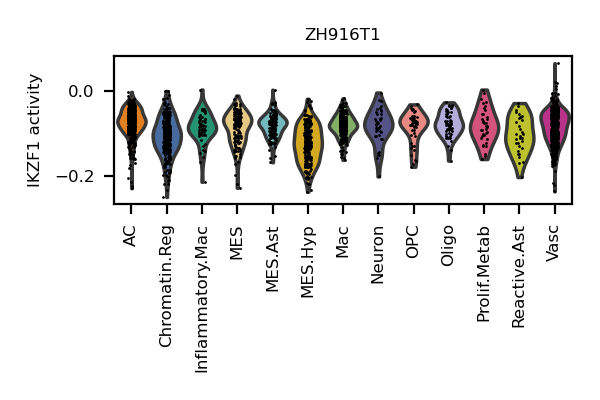 ZH916T1
IKZF1 activity
0.0
−0.2
AC
Chromatin.Reg
Inflammatory.Mac
MES
MES.Ast
MES.Hyp
Mac
Neuron
OPC
Oligo
Prolif.Metab
Reactive.Ast
Vasc